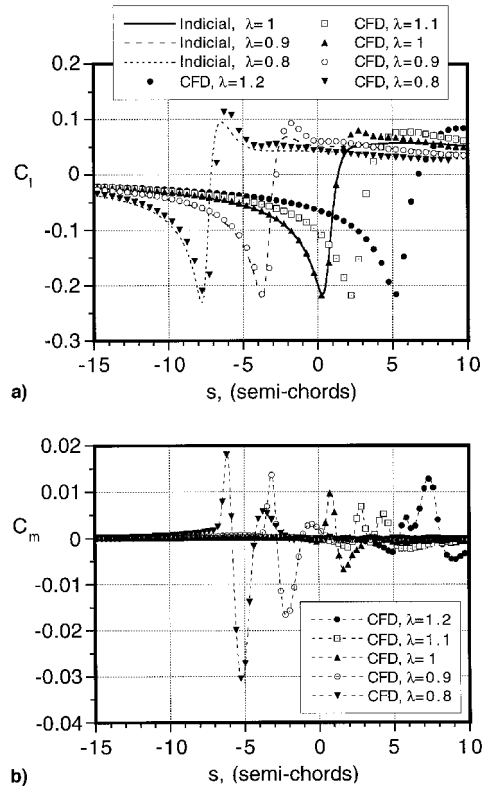 a)
Indicial, λ=1
Indicial, λ=0.9
Indicial, λ=0.8
CFD, λ=1.2
CFD, λ=1.1
CFD, λ=1
CFD, λ=0.9
CFD, λ=0.8
0.2
0.1
0
-0.1
-0.2
-0.3
C_l
-15 -10 -5 0 5 10
s, (semi-chords)
b)
0.02
0.01
0
-0.01
-0.02
-0.03
-0.04
C_m
CFD, λ=1.2
CFD, λ=1.1
CFD, λ=1
CFD, λ=0.9
CFD, λ=0.8
-15 -10 -5 0 5 10
s, (semi-chords)